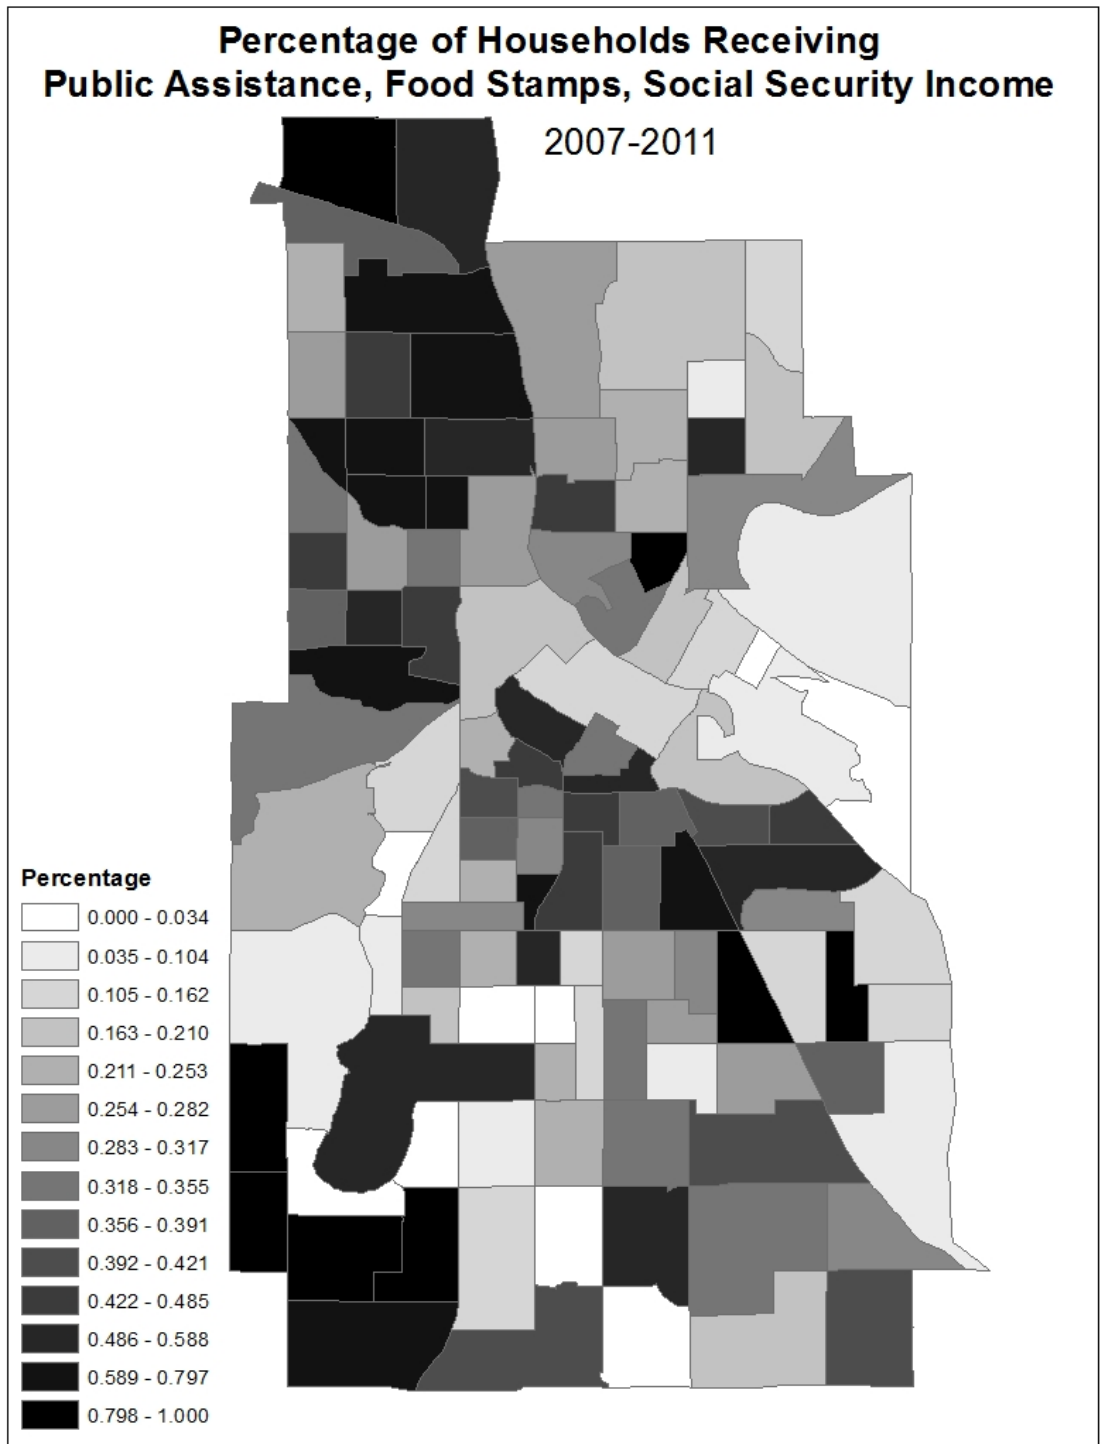 Percentage of Households Receiving
Public Assistance, Food Stamps, Social Security Income
2007-2011
Percentage
0.000 - 0.034
0.035 - 0.104
0.105 - 0.162
0.163 - 0.210
0.211 - 0.253
0.254 - 0.282
0.283 - 0.317
0.318 - 0.355
0.356 - 0.391
0.392 - 0.421
0.422 - 0.485
0.486 - 0.588
0.589 - 0.797
0.798 - 1.000